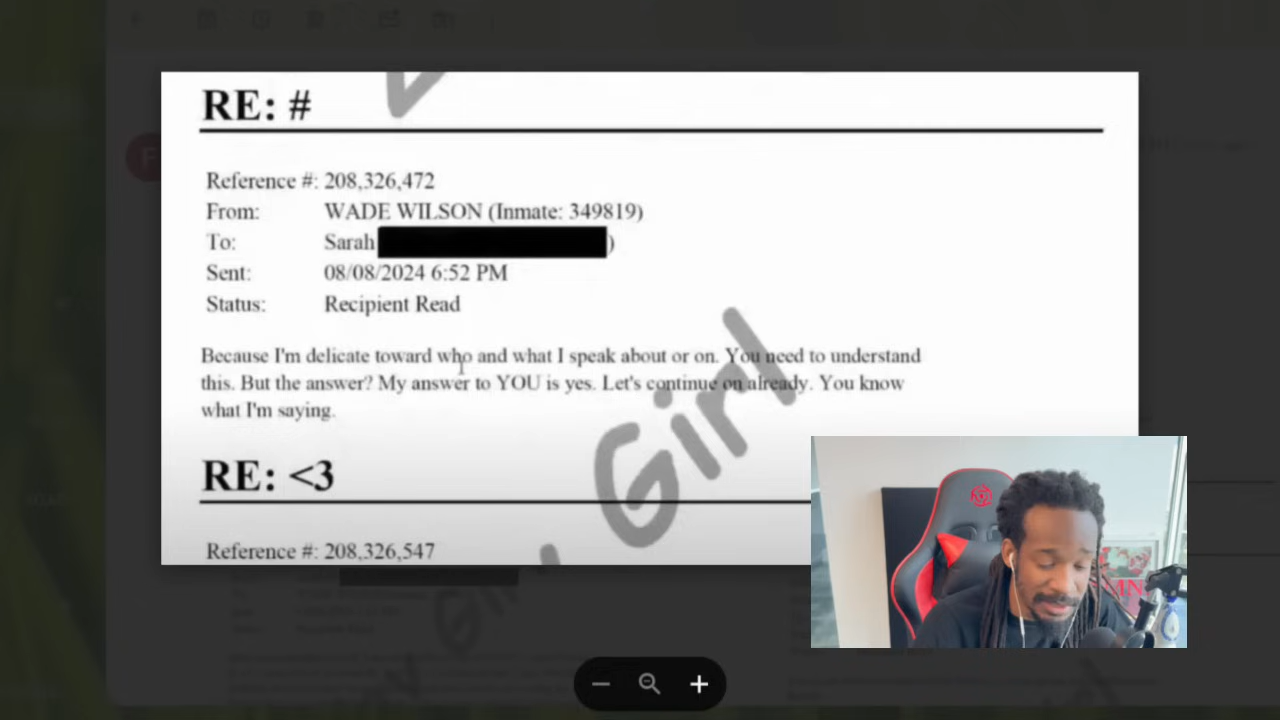 RE: #
Reference #: 208,326,472
From: WADE WILSON (Inmate: 349819)
To: Sarah )
Sent: 08/08/2024 6:52 PM
Status: Recipient Read
Because I'm delicate toward who and what I speak about or on. You need to understand
this. But the answer? My answer to YOU is yes. Let's continue on already. You know
what I'm saying.
Girl
RE: <3
Reference #: 208,326,547